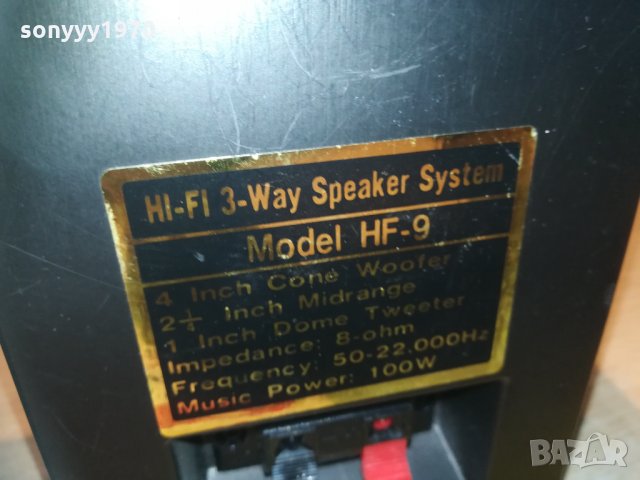 sonyyy1973
HI-FI 3-Way Speaker System
Model HF-9
4 Inch Cone Woofer
2½ Inch Midrange
1 Inch Dome Tweeter
Impedance: 8-ohm
Frequency: 50-22.000Hz
Music Power: 100W
BAZAR